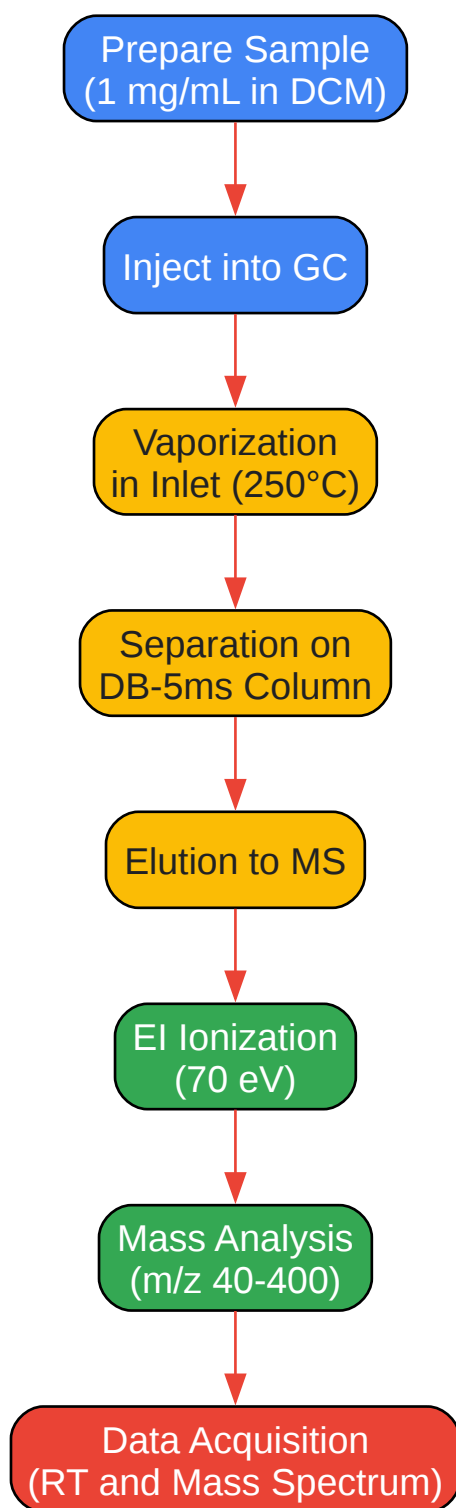 Prepare Sample
(1 mg/mL in DCM)
Inject into GC
Vaporization
in Inlet (250°C)
Separation on
DB-5ms Column
Elution to MS
EI Ionization
(70 eV)
Mass Analysis
(m/z 40-400)
Data Acquisition
(RT and Mass Spectrum)